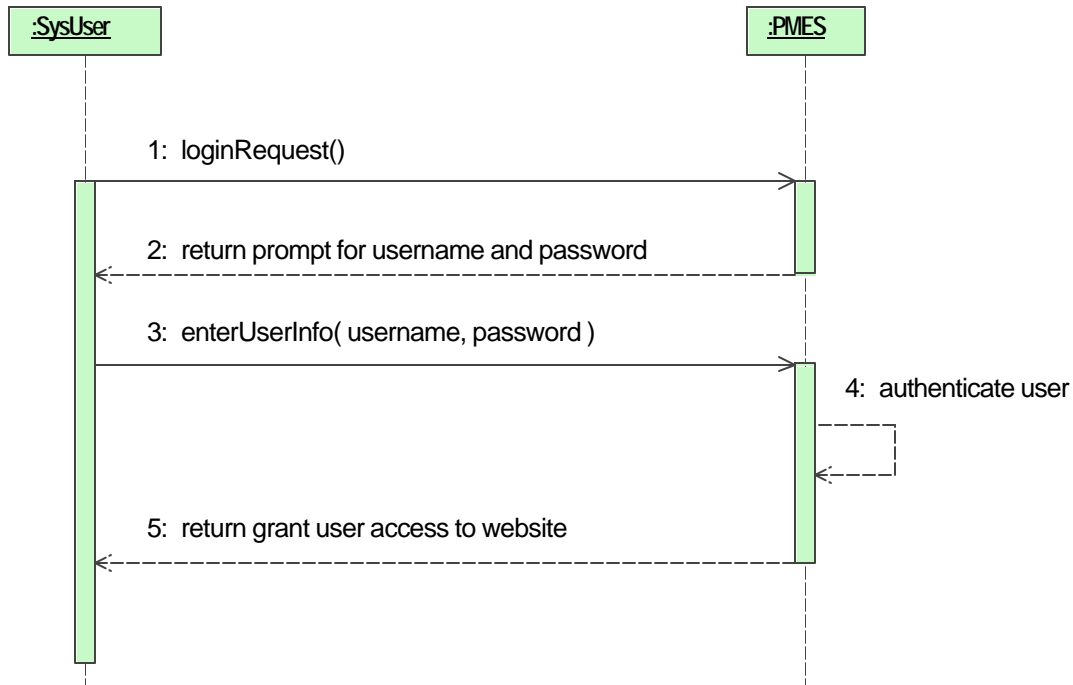 :SysUser
:PMES
1: loginRequest()
2: return prompt for username and password
3: enterUserInfo( username, password )
4: authenticate user
5: return grant user access to website